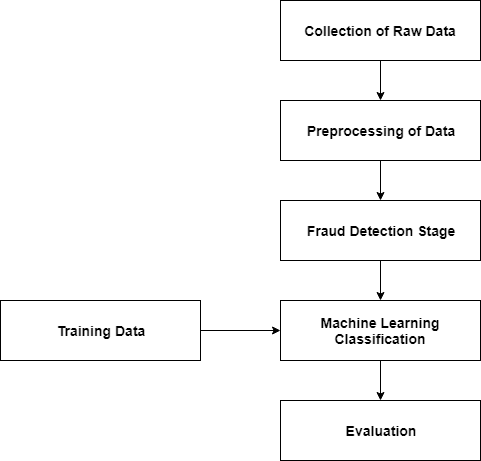 Collection of Raw Data
Preprocessing of Data
Fraud Detection Stage
Training Data
Machine Learning
Classification
Evaluation